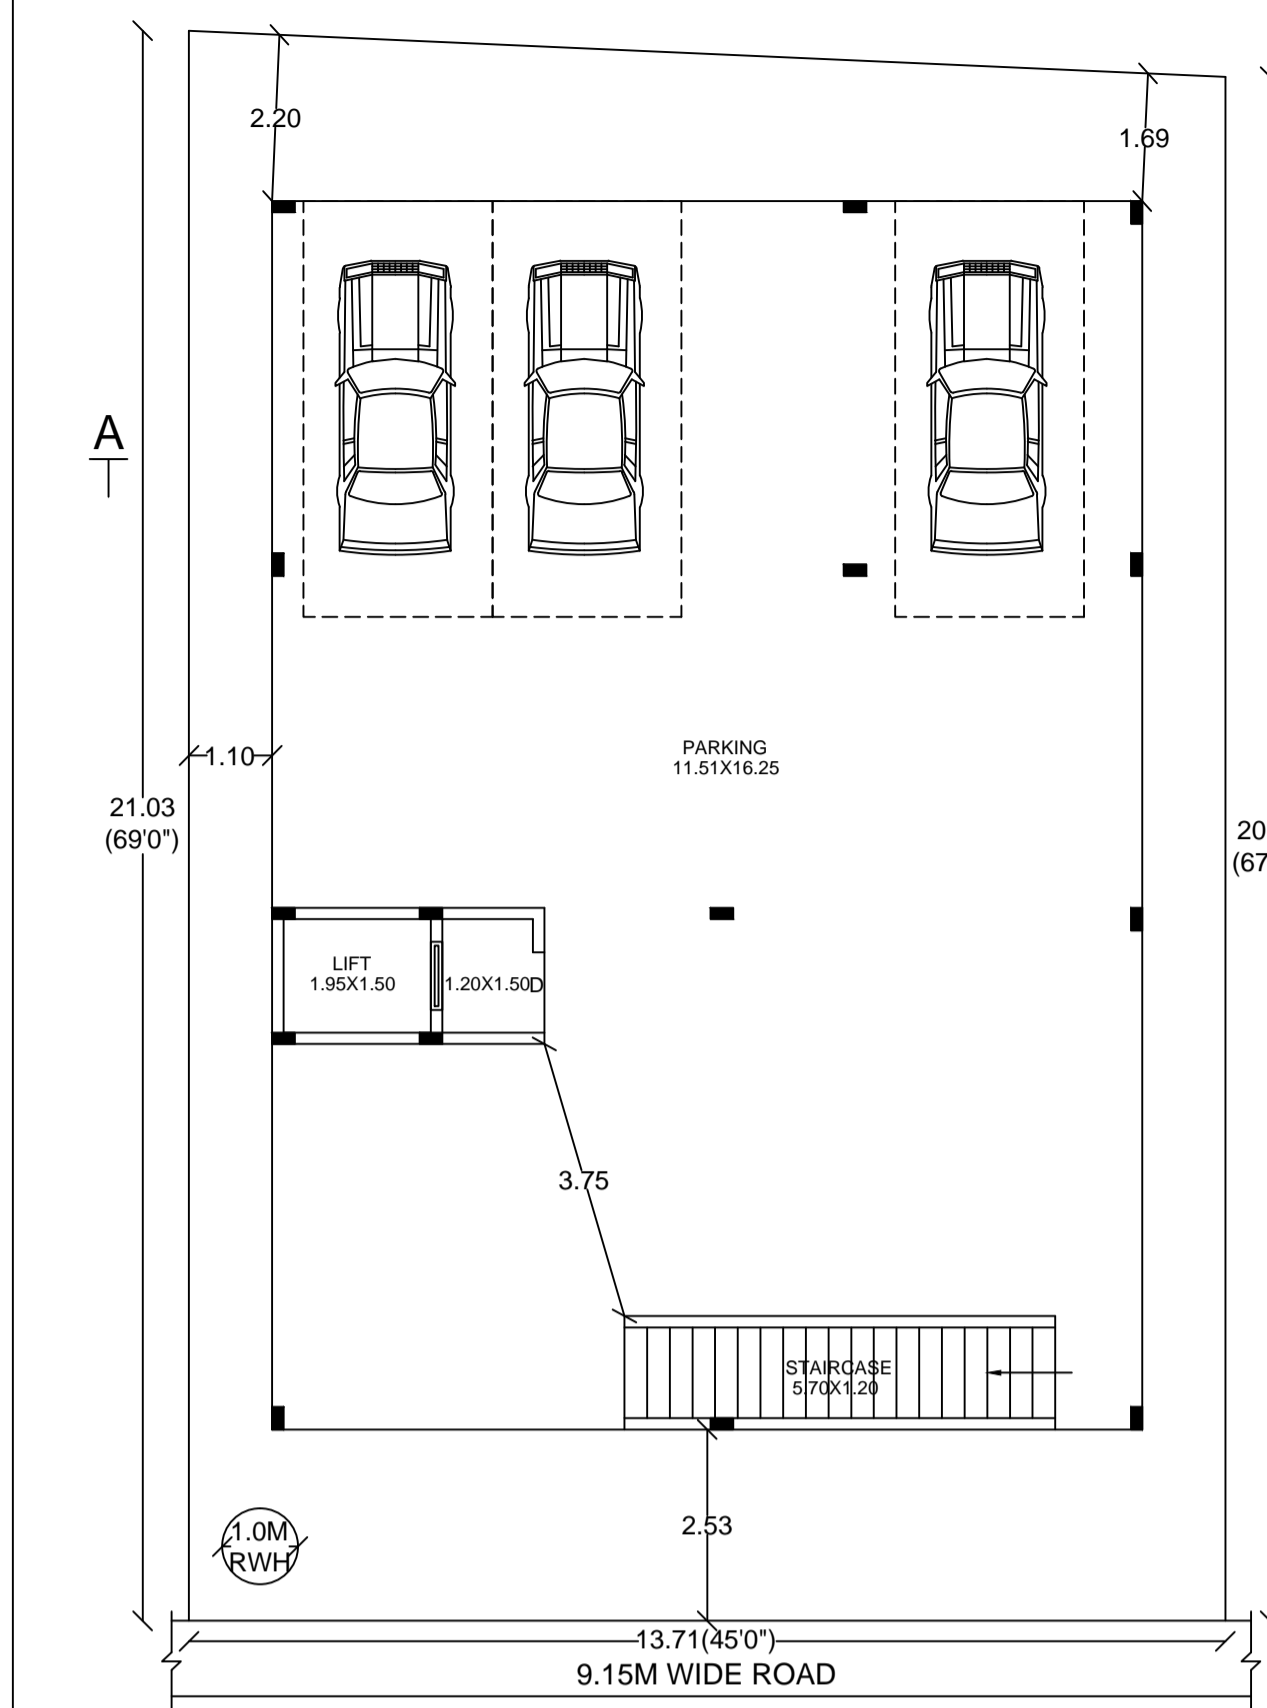 2.20
1.69
A
PARKING
11.51X16.25
1.10
21.03
(69'0")
20
(67
LIFT
1.95X1.50
1.20X1.50
D
3.75
STAIRCASE
5.70X1.20
2.53
1.0M
RWH
13.71(45'0")
9.15M WIDE ROAD